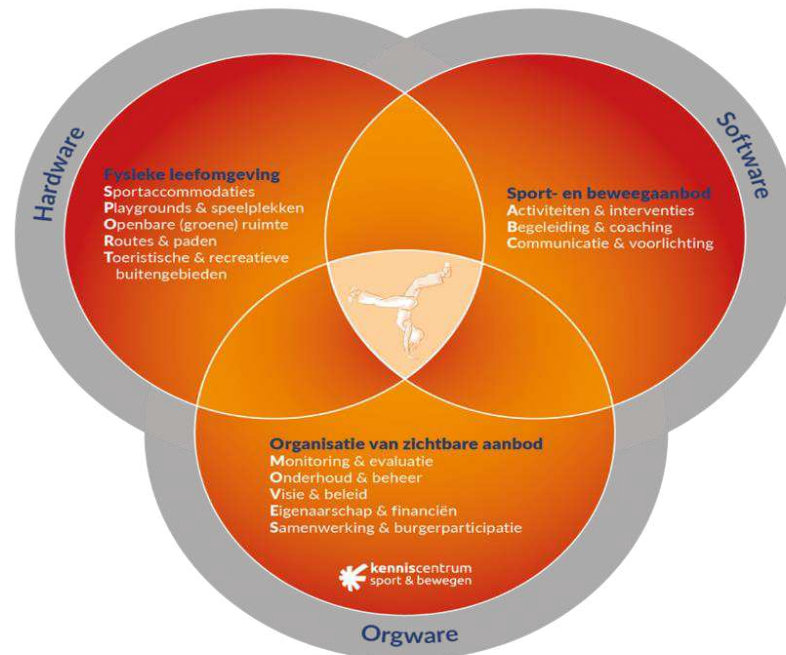 Hardware
Fysieke leefomgeving
Sportaccommodaties
Playgrounds & speelplekken
Openbare (groene) ruimte
Routes & paden
Toeristische & recreatieve
buitengebieden
Software
Sport- en beweegaanbod
Activiteiten & interventies
Begeleiding & coaching
Communicatie & voorlichting
Organisatie van zichtbare aanbod
Monitoring & evaluatie
Onderhoud & beheer
Visie & beleid
Eigenaarschap & financiën
Samenwerking & burgerparticipatie
kenniscentrum
sport & bewegen
Orgware